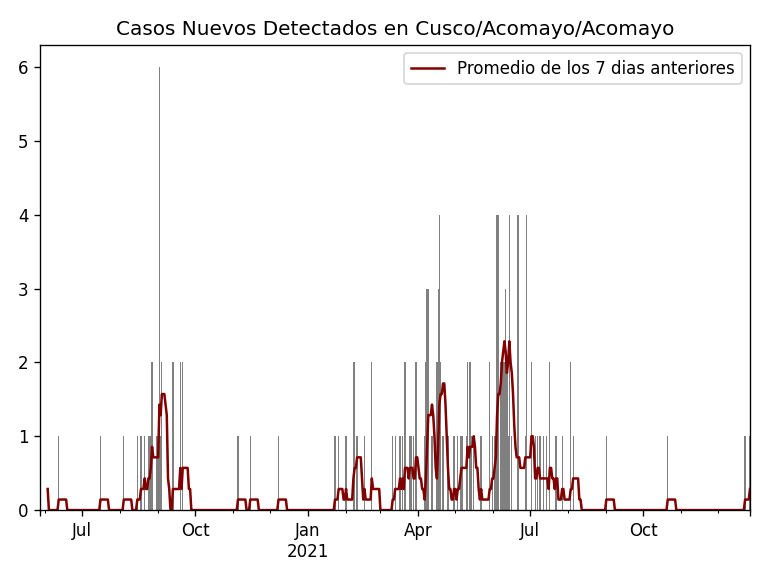 Casos Nuevos Detectados en Cusco/Acomayo/Acomayo
Promedio de los 7 dias anteriores
6
5
4
3
2
1
0
Jul
Oct
Jan
2021
Apr
Jul
Oct